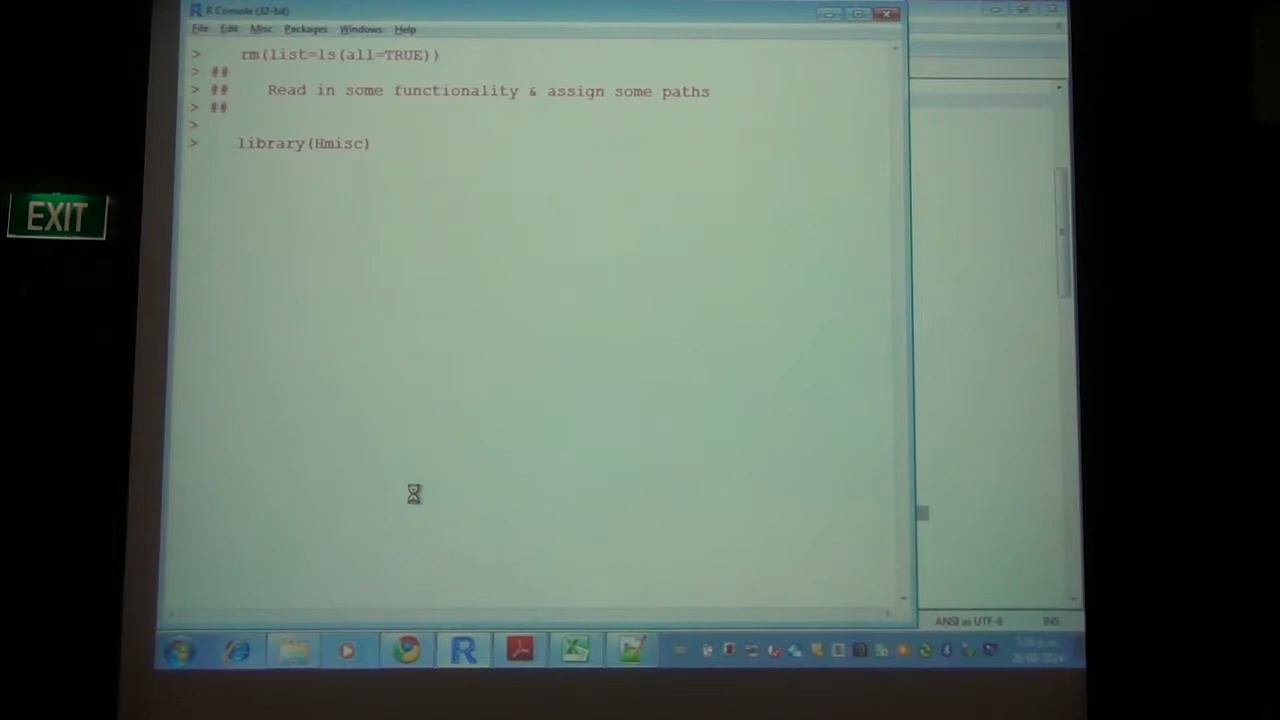 R Console (32-bit)
File Edit Misc Packages Windows Help
> rm(list=ls(all=TRUE))
> ##
> ## Read in some functionality & assign some paths
> ##
>
> library(Hmisc)
EXIT
ANSI as UTF-8 INS